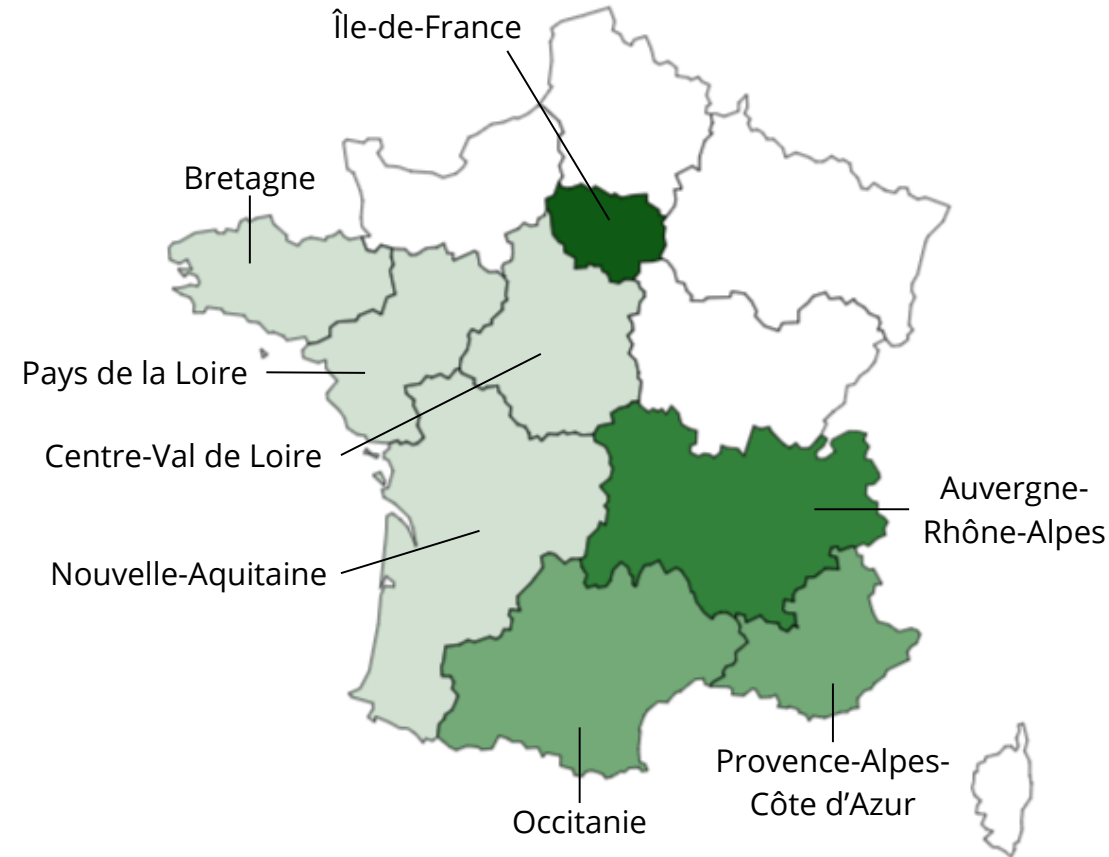 Île-de-France
Bretagne
Pays de la Loire
Centre-Val de Loire
Auvergne-
Rhône-Alpes
Nouvelle-Aquitaine
Provence-Alpes-
Côte d’Azur
Occitanie